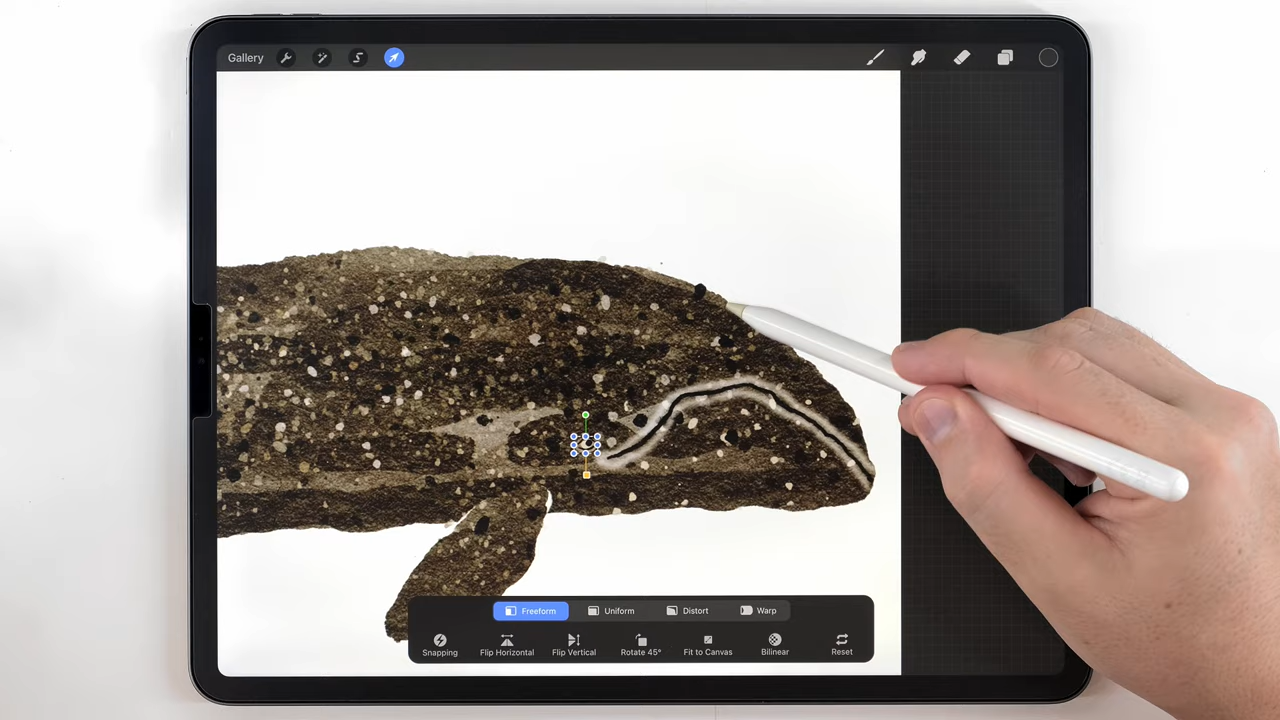 Gallery
Freeform Uniform Distort Warp
Snapping Flip Horizontal Flip Vertical Rotate 45° Fit to Canvas Bilinear Reset